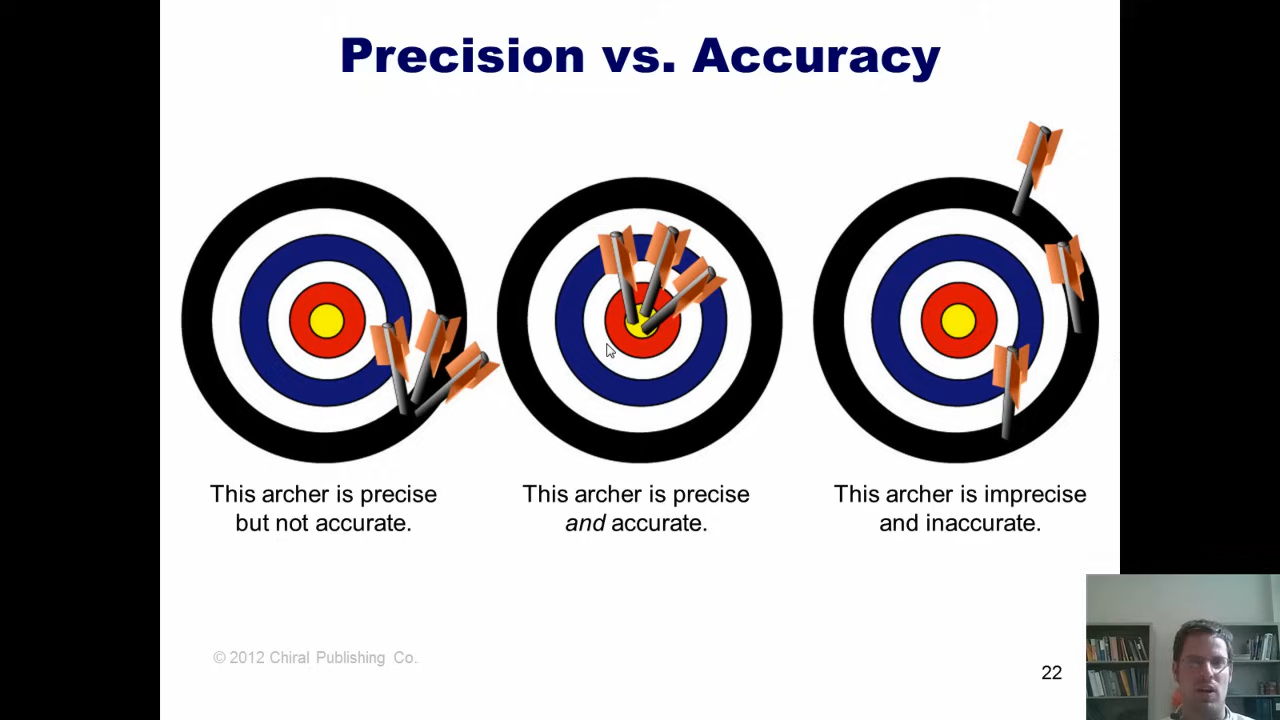 Precision vs. Accuracy
This archer is precise
but not accurate.
This archer is precise
and accurate.
This archer is imprecise
and inaccurate.
© 2012 Chiral Publishing Co.
22